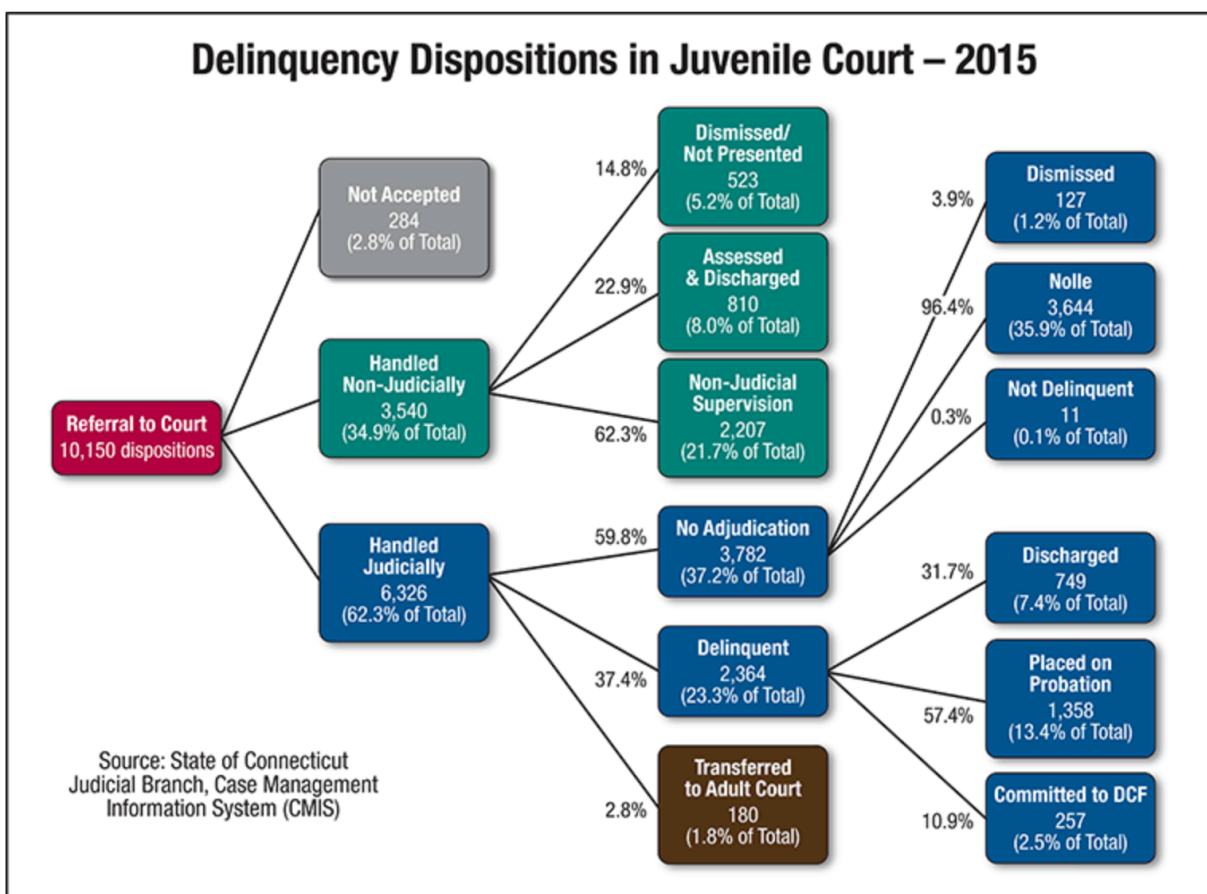 Delinquency Dispositions in Juvenile Court – 2015
Referral to Court
10,150 dispositions
Not Accepted
284
(2.8% of Total)
Handled
Non-Judicially
3,540
(34.9% of Total)
Handled
Judicially
6,326
(62.3% of Total)
14.8%
22.9%
62.3%
Dismissed/
Not Presented
523
(5.2% of Total)
Assessed
& Discharged
810
(8.0% of Total)
Non-Judicial
Supervision
2,207
(21.7% of Total)
59.8%
37.4%
2.8%
No Adjudication
3,782
(37.2% of Total)
Delinquent
2,364
(23.3% of Total)
Transferred
to Adult Court
180
(1.8% of Total)
3.9%
96.4%
0.3%
Dismissed
127
(1.2% of Total)
Nolle
3,644
(35.9% of Total)
Not Delinquent
11
(0.1% of Total)
31.7%
57.4%
10.9%
Discharged
749
(7.4% of Total)
Placed on
Probation
1,358
(13.4% of Total)
Committed to DCF
257
(2.5% of Total)
Source: State of Connecticut
Judicial Branch, Case Management
Information System (CMIS)